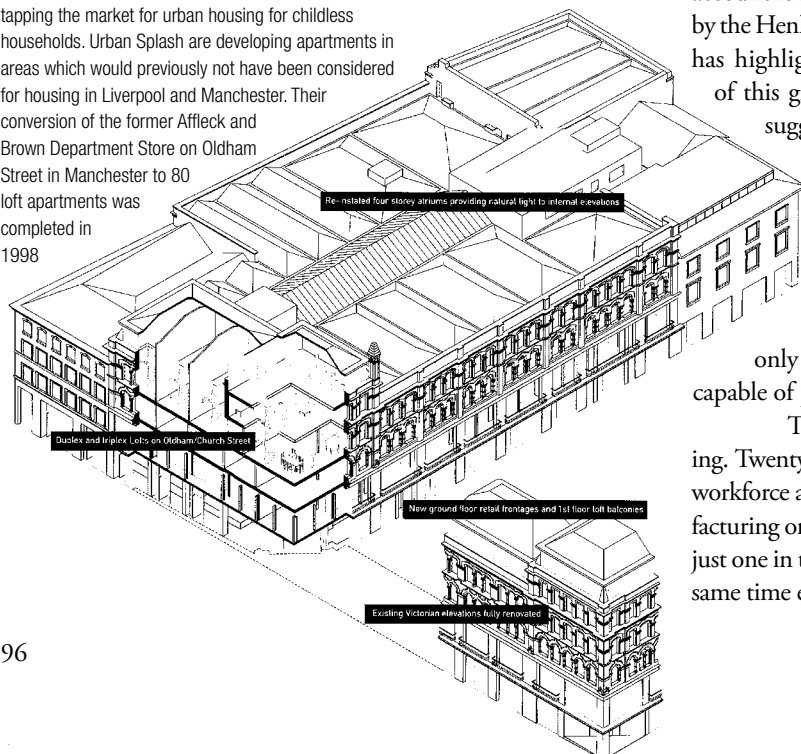 tapping the market for urban housing for childless
households. Urban Splash are developing apartments in
areas which would previously not have been considered
for housing in Liverpool and Manchester. Their
conversion of the former Affleck and
Brown Department Store on Oldham
Street in Manchester to 80
loft apartments was
completed in
1998
by the Henl
has highlig
of this g
sugg
Re-instated four storey atriums providing natural light to internal elevations
only
capable of
T
ing. Twenty
workforce a
facturing or
just one in t
same time e
Duplex and triplex Lofts on Oldham/Church Street
New ground floor retail frontages and 1st floor loft balconies
Existing Victorian elevations fully renovated
96